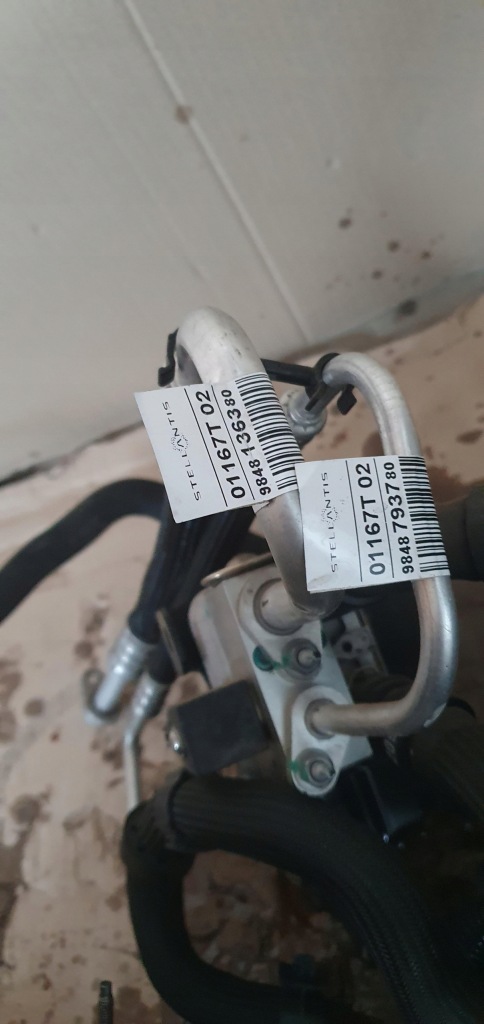 STELLANTIS
01167T 02
9848 136380
STELLANTIS
01167T 02
9848 793780